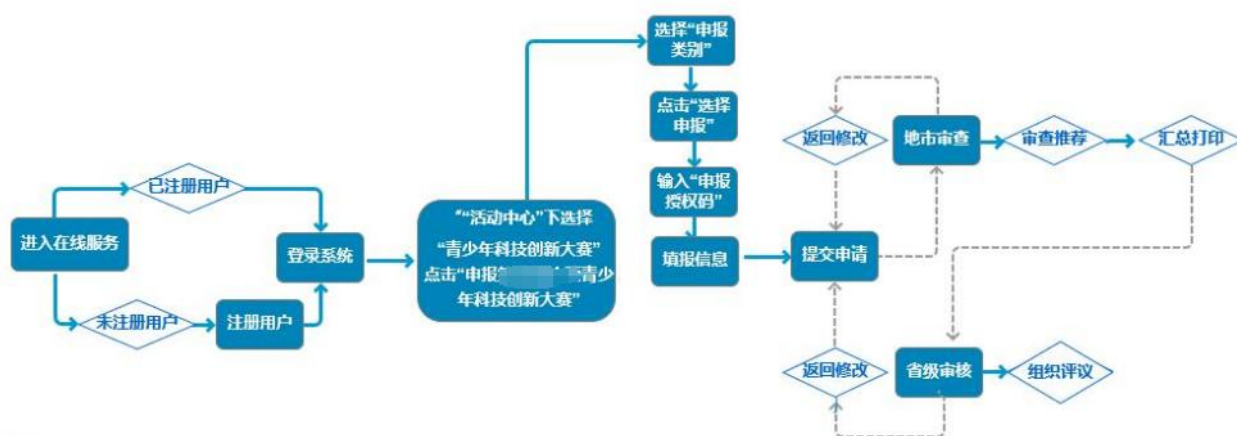 进入在线服务
已注册用户
未注册用户
注册用户
登录系统
““活动中心”下选择
“青少年科技创新大赛”
点击“申报 青少
年科技创新大赛”
选择“申报
类别”
点击“选择
申报”
输入“申报
授权码”
填报信息
提交申请
返回修改
地市审查
审查推荐
汇总打印
返回修改
省级审核
组织评议